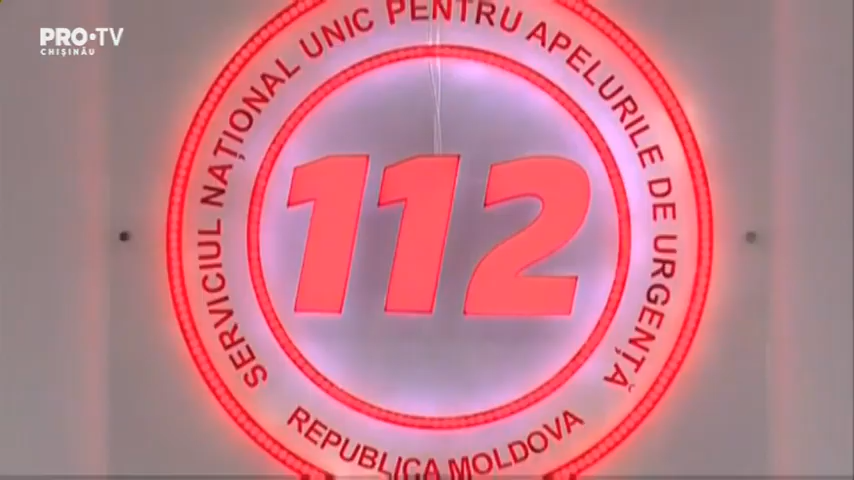 PRO•TV
CHIȘINĂU
SERVICIUL NAȚIONAL UNIC PENTRU APELURILE DE URGENȚĂ
112
REPUBLICA MOLDOVA